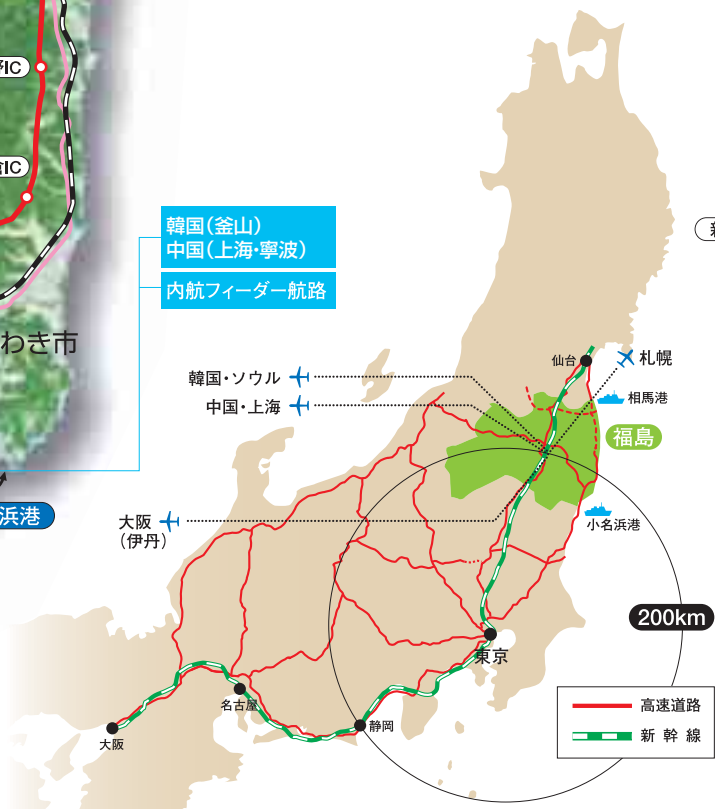 IC
IC
わき市
浜港
韓国(釜山)
中国(上海・寧波)
内航フィーダー航路
韓国・ソウル
中国・上海
大阪
(伊丹)
仙台
札幌
相馬港
福島
小名浜港
200km
東京
名古屋
静岡
大阪
高速道路
新幹線